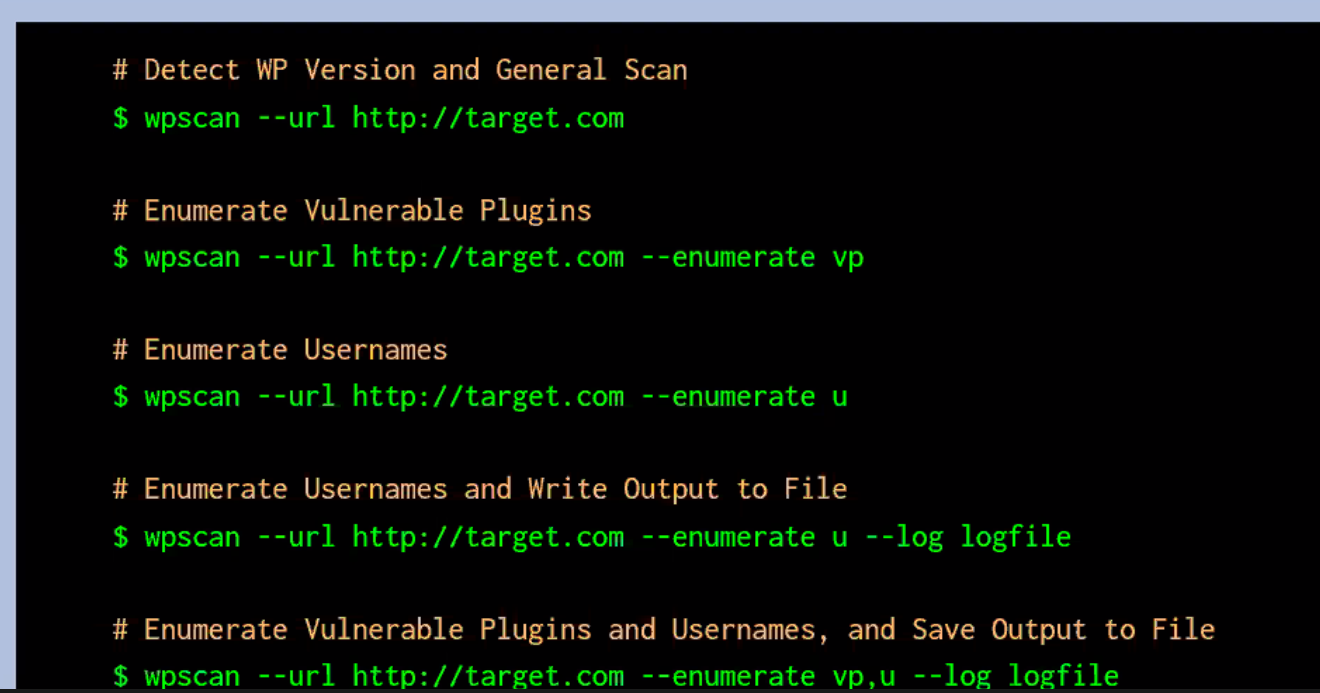 # Detect WP Version and General Scan
$ wpscan --url http://target.com
# Enumerate Vulnerable Plugins
$ wpscan --url http://target.com --enumerate vp
# Enumerate Usernames
$ wpscan --url http://target.com --enumerate u
# Enumerate Usernames and Write Output to File
$ wpscan --url http://target.com --enumerate u --log logfile
# Enumerate Vulnerable Plugins and Usernames, and Save Output to File
$ wpscan --url http://target.com --enumerate vp,u --log logfile